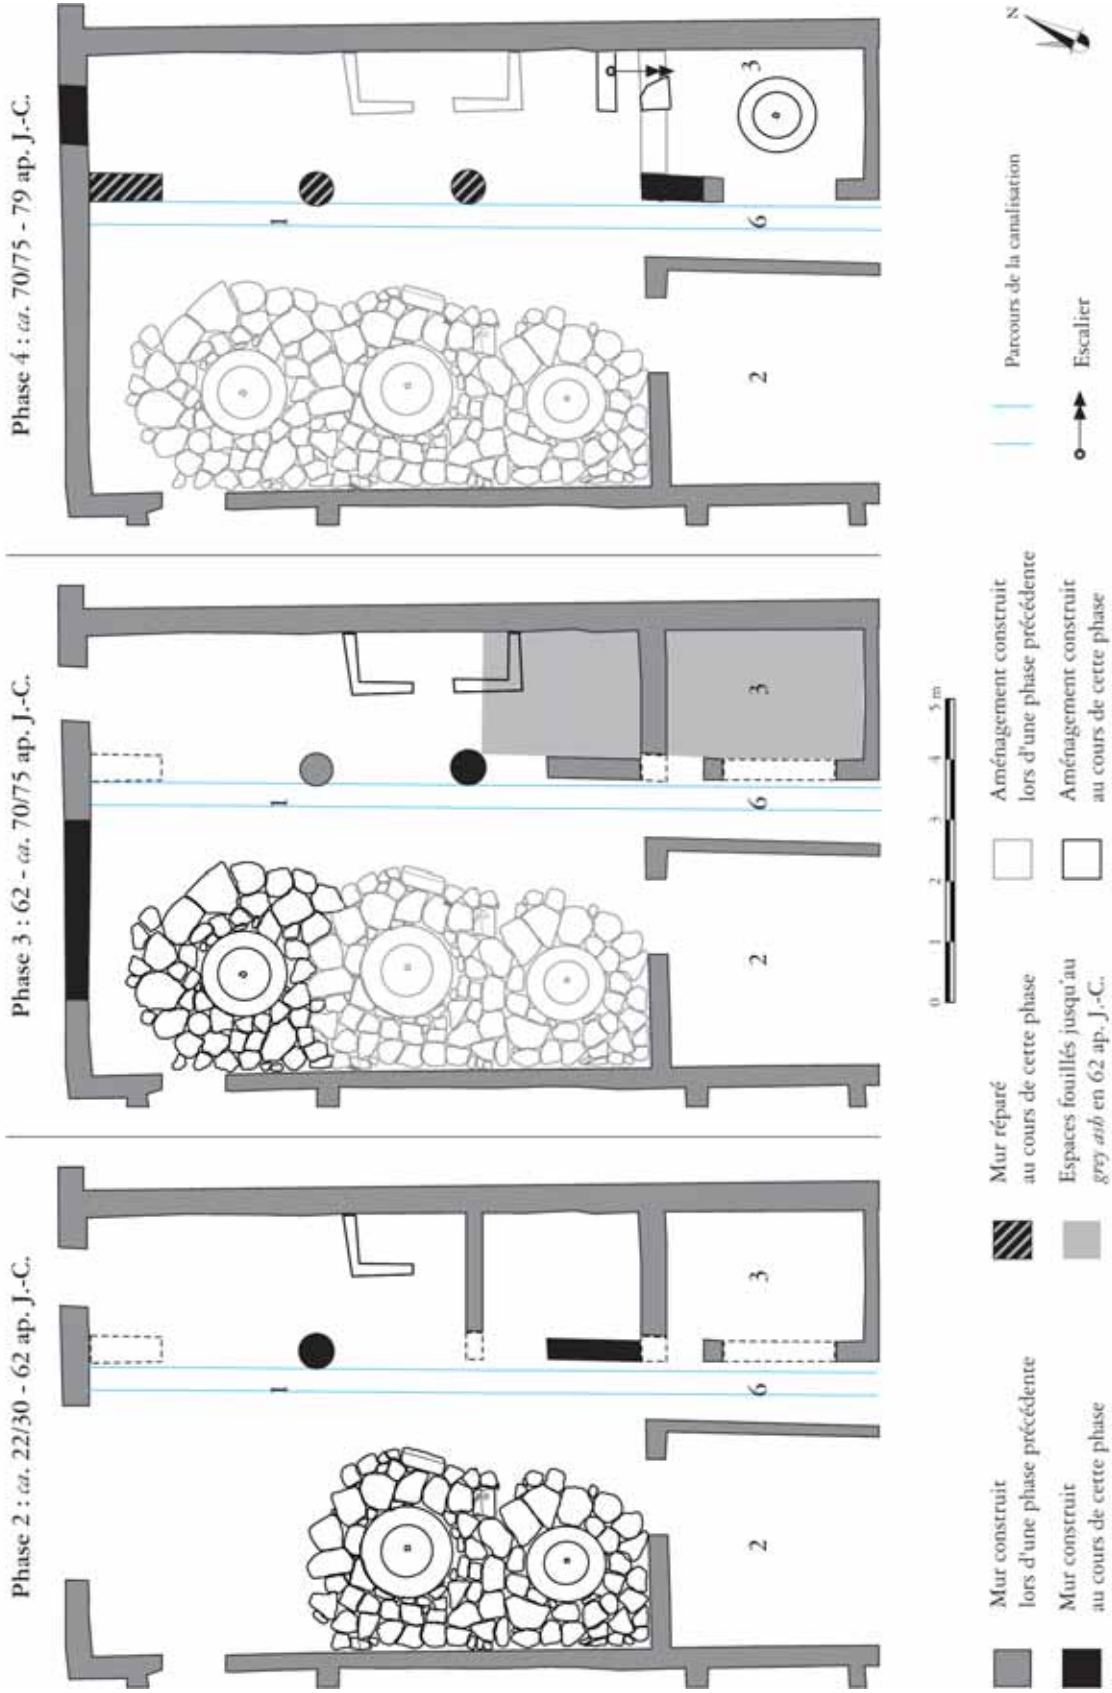 Phase 2 : ca. 22/30 - 62 ap. J.-C.
1
2
6
3
Phase 3 : 62 - ca. 70/75 ap. J.-C.
1
2
6
3
Phase 4 : ca. 70/75 - 79 ap. J.-C.
1
2
6
3
Mur construit
lors d'une phase précédente
Mur construit
au cours de cette phase
Mur réparé
au cours de cette phase
Espaces fouillés jusqu'au
grey ash en 62 ap. J.-C.
0 1 2 3 4 5 m
Aménagement construit
lors d'une phase précédente
Aménagement construit
au cours de cette phase
Parcours de la canalisation
Escalier
N